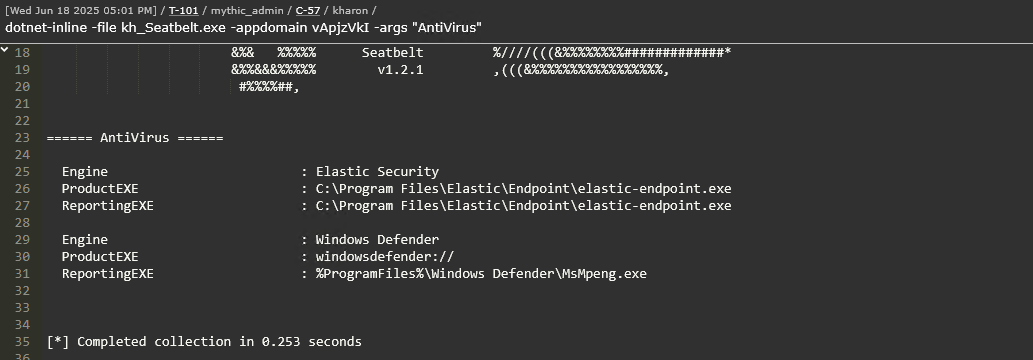 [Wed Jun 18 2025 05:01 PM] / T-101 / mythic_admin / C-57 / kharon /
dotnet-inline -file kh_Seatbelt.exe -appdomain vApjzVkI -args "AntiVirus"
18 &%& %%%%% Seatbelt %////(((&%%%%%%%%#############*
19 &%%&&&%%%%% v1.2.1 ,(((&%%%%%%%%%%%%%%%%%,
20 #%%%%##,
21
22
23 ====== AntiVirus ======
24
25 Engine : Elastic Security
26 ProductEXE : C:\Program Files\Elastic\Endpoint\elastic-endpoint.exe
27 ReportingEXE : C:\Program Files\Elastic\Endpoint\elastic-endpoint.exe
28
29 Engine : Windows Defender
30 ProductEXE : windowsdefender://
31 ReportingEXE : %ProgramFiles%\Windows Defender\MsMpeng.exe
32
33
34
35 [*] Completed collection in 0.253 seconds
36